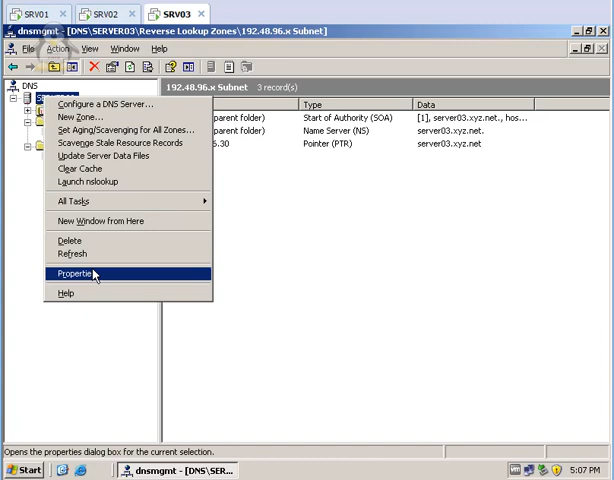 SRV01 SRV02 SRV03 ×
dnsmgmt - [DNS\SERVER03\Reverse Lookup Zones\192.48.96.x Subnet]
File Action View Window Help
DNS
192.48.96.x Subnet 3 record(s)
Type Data
parent folder) Start of Authority (SOA) [1], server03.xyz.net., hos...
parent folder) Name Server (NS) server03.xyz.net.
6.30 Pointer (PTR) server03.xyz.net
Configure a DNS Server...
New Zone...
Set Aging/Scavenging for All Zones...
Scavenge Stale Resource Records
Update Server Data Files
Clear Cache
Launch nslookup
All Tasks
New Window from Here
Delete
Refresh
Propertie
Help
Opens the properties dialog box for the current selection.
Start dnsmgmt - [DNS\SER... 5:07 PM